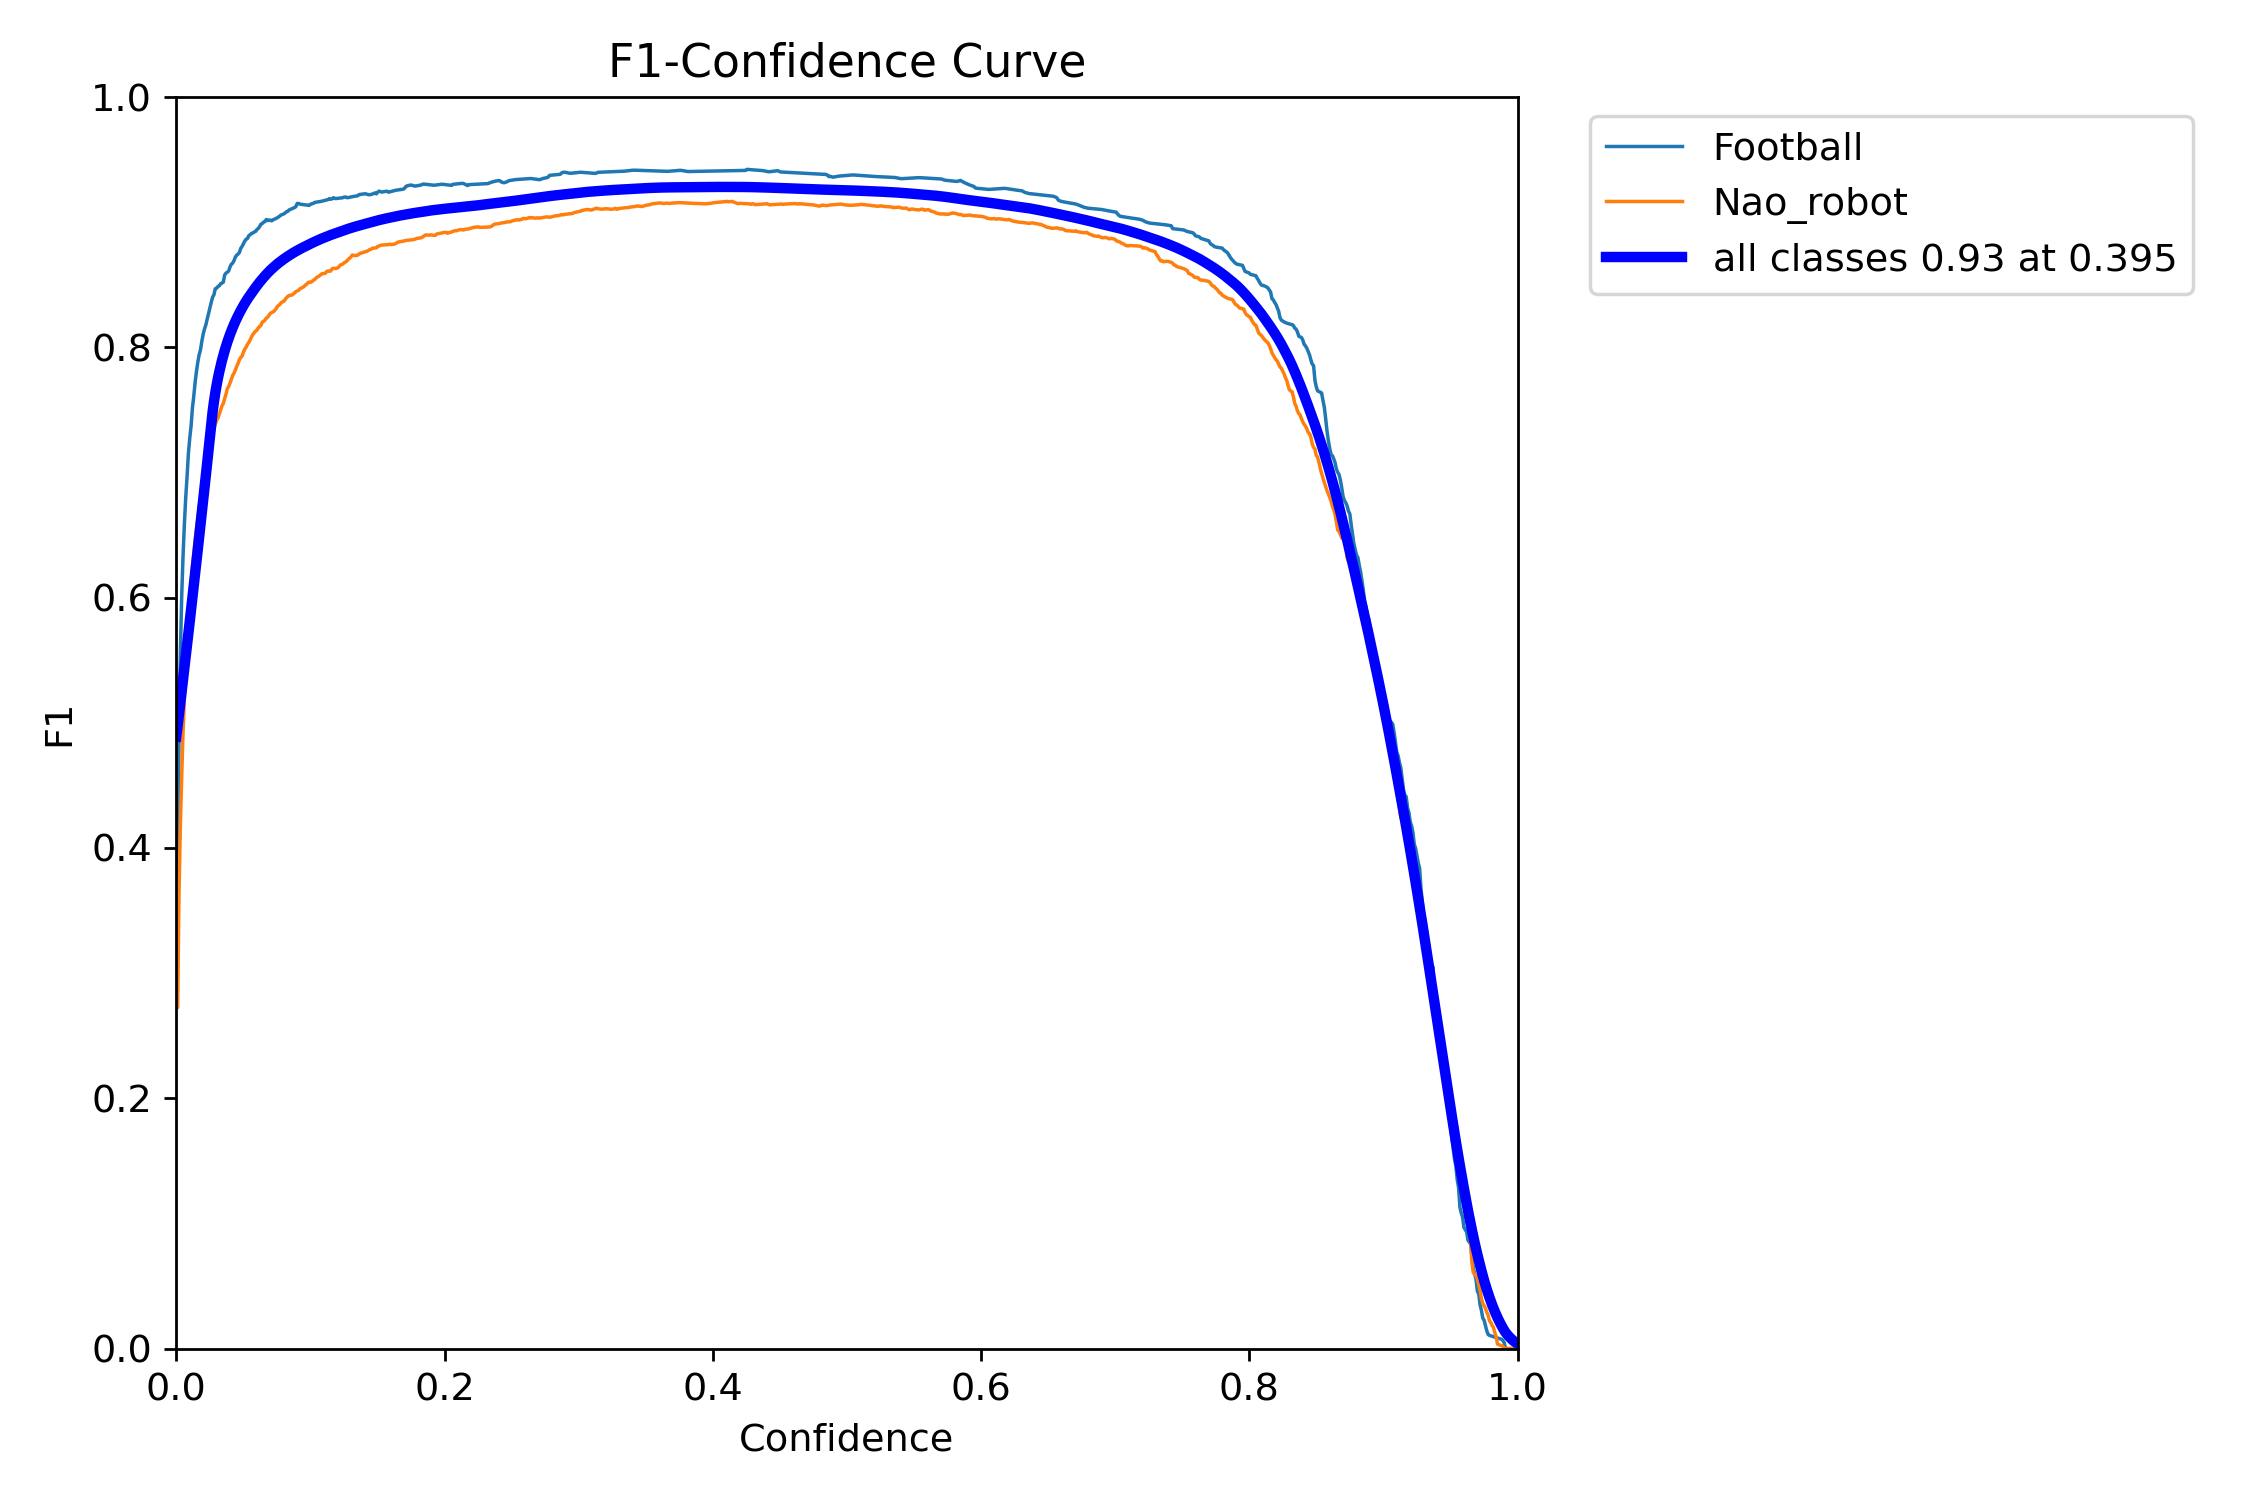 F1-Confidence Curve
1.0
0.8
0.6
0.4
0.2
0.0
F1
0.0 0.2 0.4 0.6 0.8 1.0
Confidence
Football
Nao_robot
all classes 0.93 at 0.395